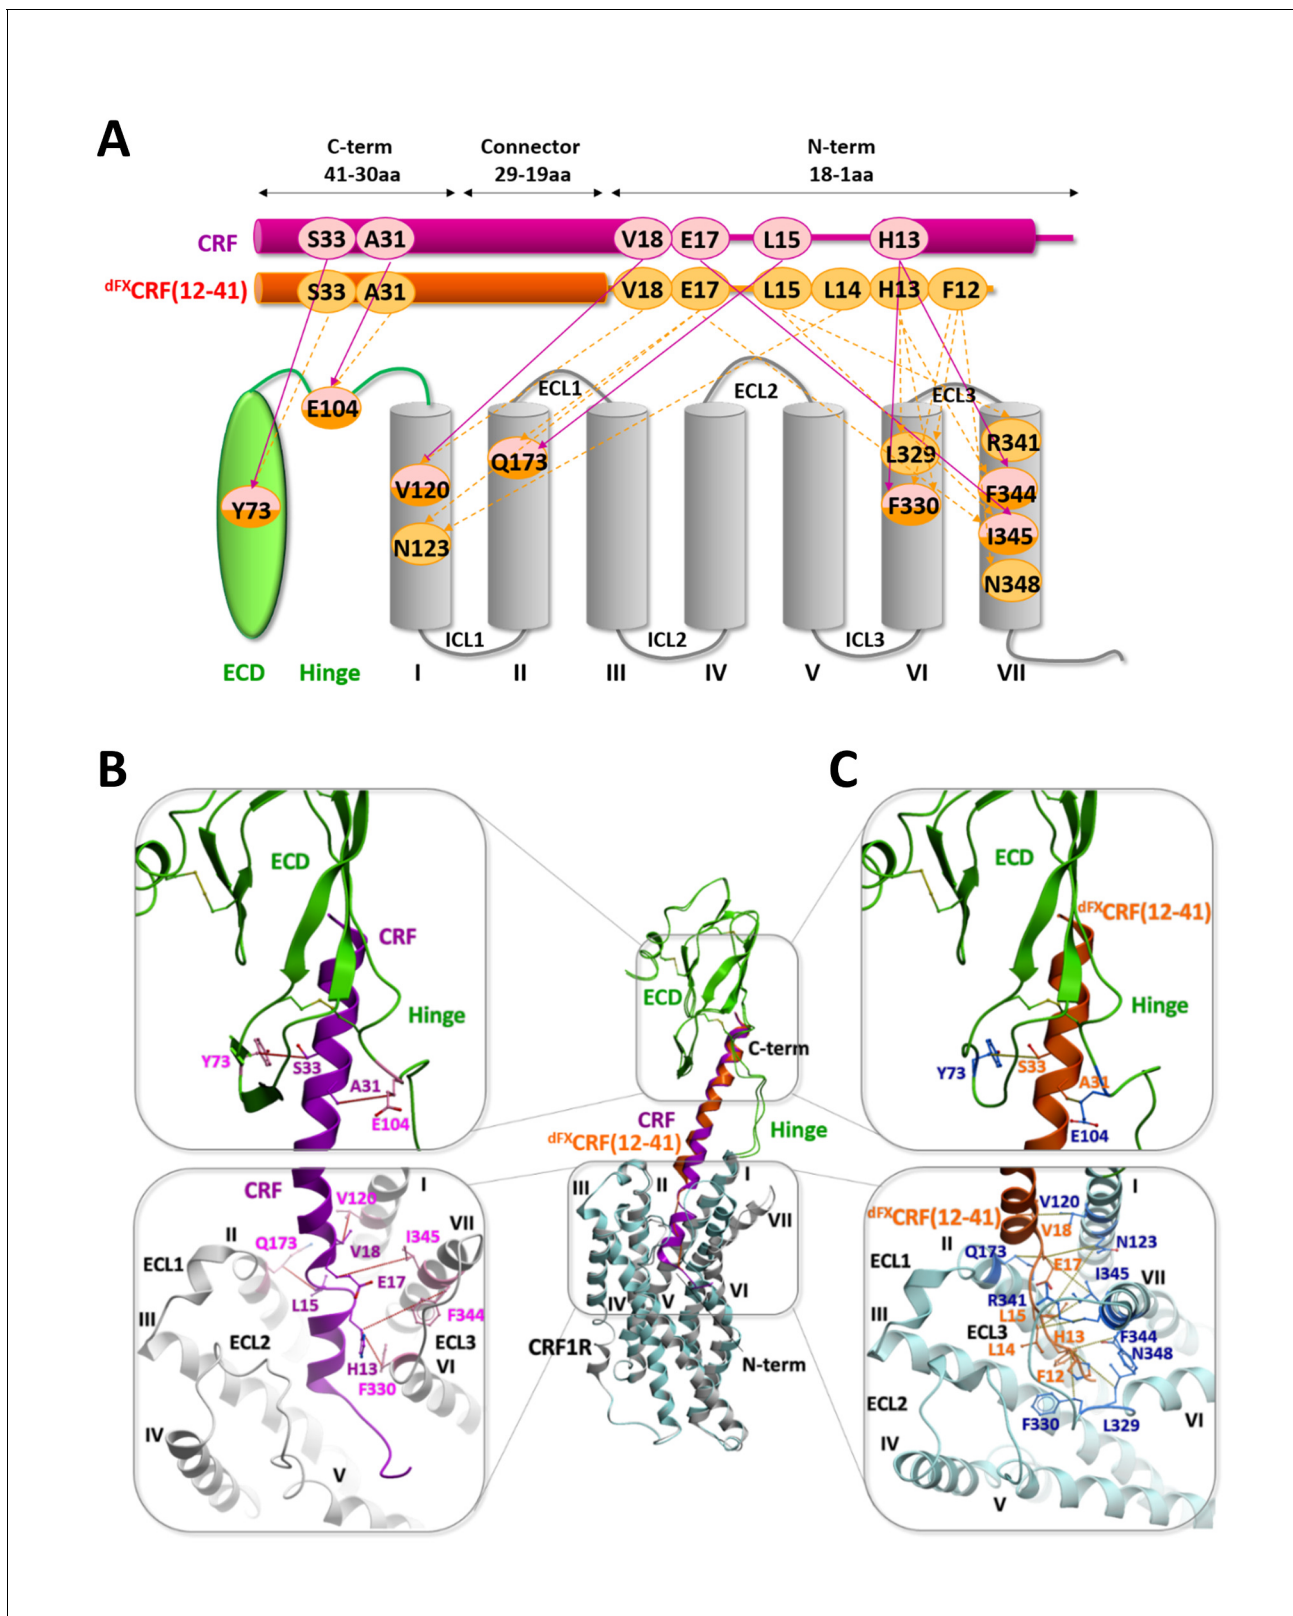 A
C-term
41-30aa
Connector
29-19aa
N-term
18-1aa
CRF
S33
A31
V18
E17
L15
H13
dFXCRF(12-41)
S33
A31
V18
E17
L15
L14
H13
F12
ECL1
ECL2
ECL3
E104
Y73
V120
N123
Q173
L329
F330
R341
F344
I345
N348
ICL1
ICL2
ICL3
ECD
Hinge
I
II
III
IV
V
VI
VII
B
ECD
CRF
Hinge
Y73
S33
A31
E104
CRF
I
V120
VII
II
Q173
I345
V18
ECL1
E17
L15
F344
III
ECL2
ECL3
H13
VI
F330
IV
V
ECD
C-term
CRF
Hinge
dFXCRF(12-41)
III
II
I
VII
IV
V
VI
CRF1R
N-term
C
ECD
dFXCRF(12-41)
Hinge
Y73
S33
A31
E104
I
V120
dFXCRF(12-41)
V18
II
N123
Q173
E17
ECL1
I345
VII
R341
III
L15
ECL3
H13
F344
L14
N348
F12
ECL2
F330
L329
VI
IV
V